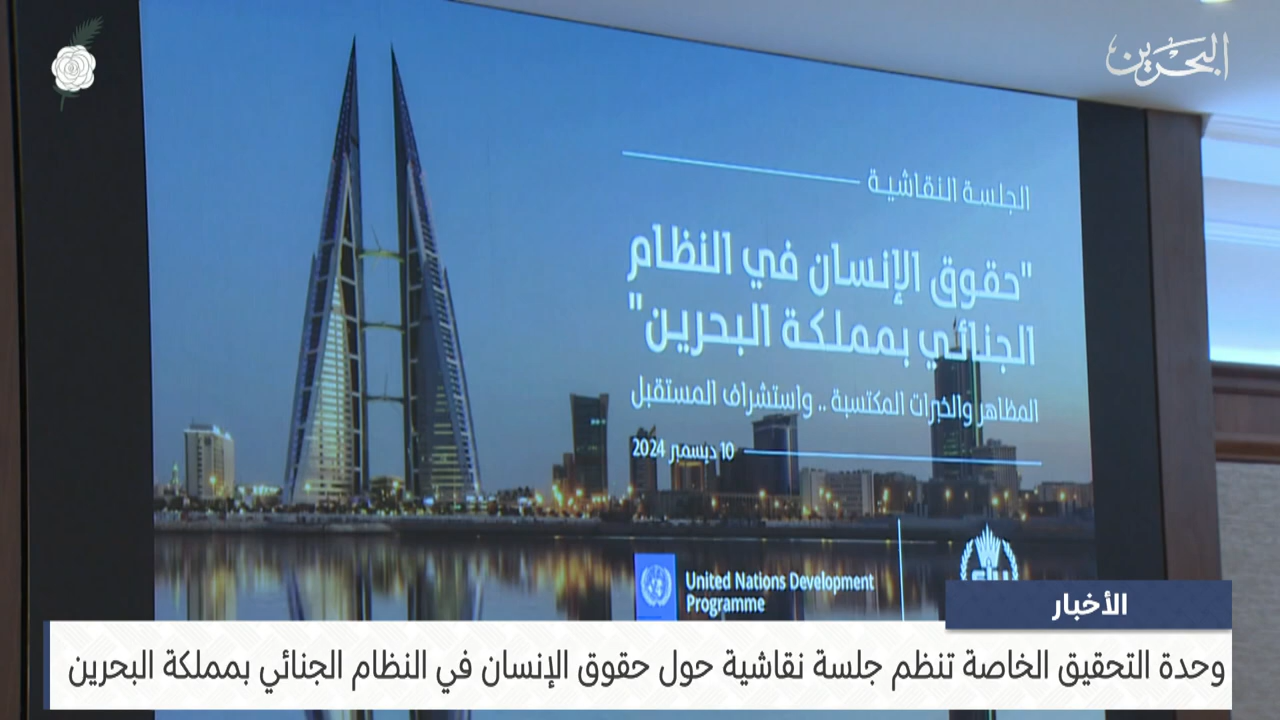 البحرين
الجلسة النقاشية
"حقوق الإنسان في النظام
الجنائي بمملكة البحرين"
المظاهر والخبرات المكتسبة .. واستشراف المستقبل
10 ديسمبر 2024
United Nations Development
Programme
الأخبار
وحدة التحقيق الخاصة تنظم جلسة نقاشية حول حقوق الإنسان في النظام الجنائي بمملكة البحرين